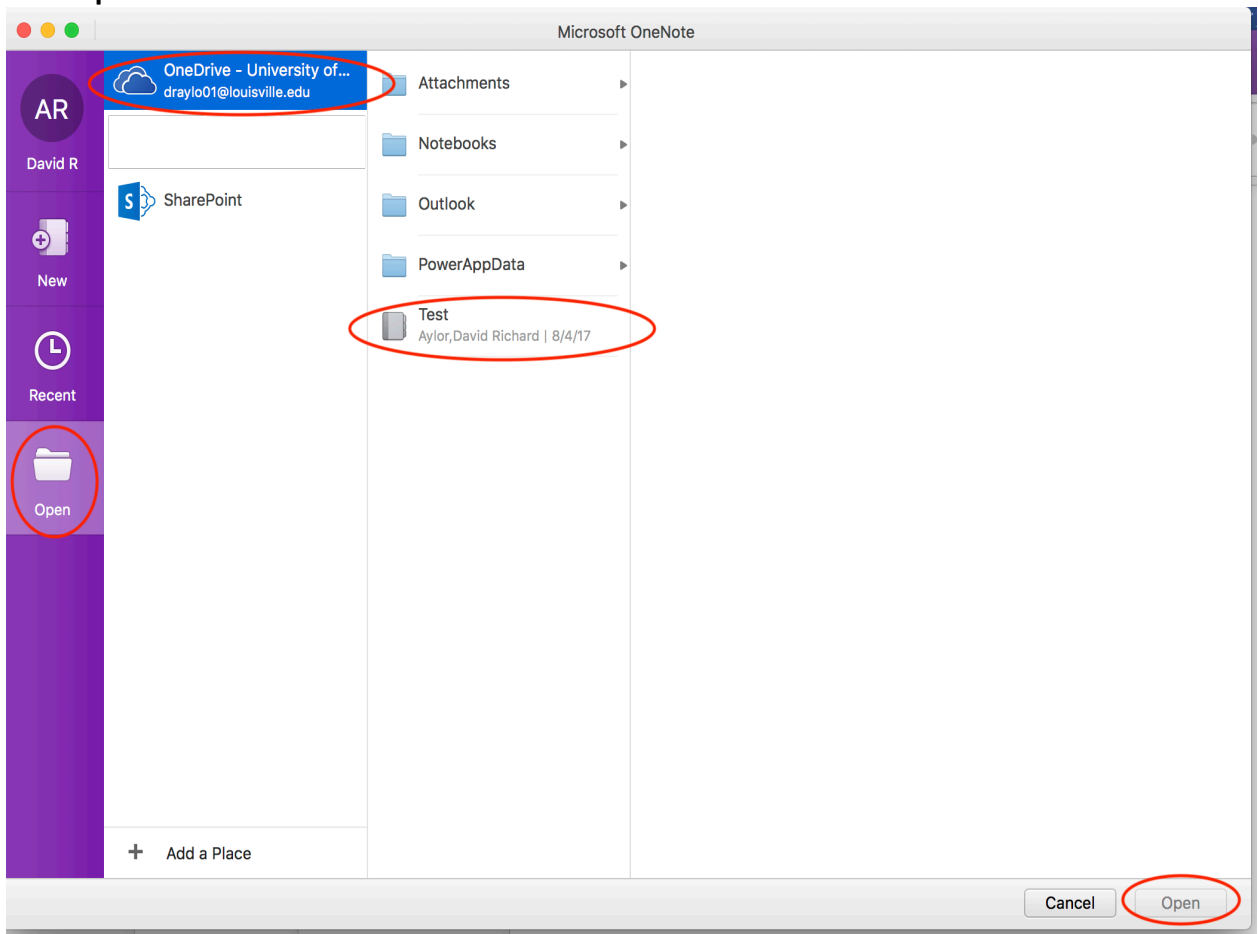 Microsoft OneNote
AR
David R
New
Recent
Open
OneDrive - University of...
draylo01@louisville.edu
SharePoint
Add a Place
Attachments
Notebooks
Outlook
PowerAppData
Test
Aylor,David Richard | 8/4/17
Cancel
Open